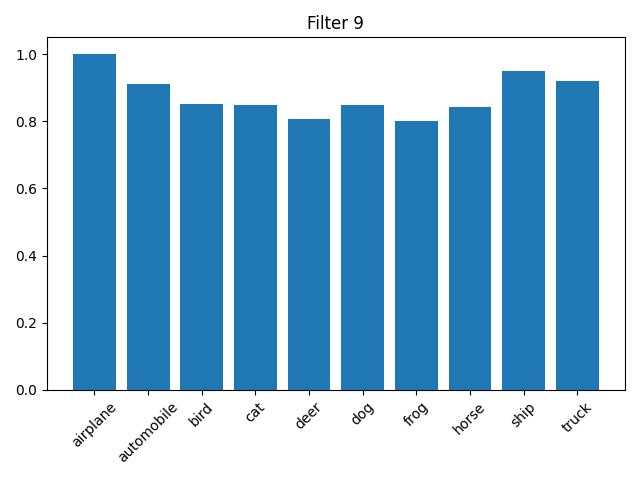 Filter 9
1.0
0.8
0.6
0.4
0.2
0.0
airplane
automobile
bird
cat
deer
dog
frog
horse
ship
truck